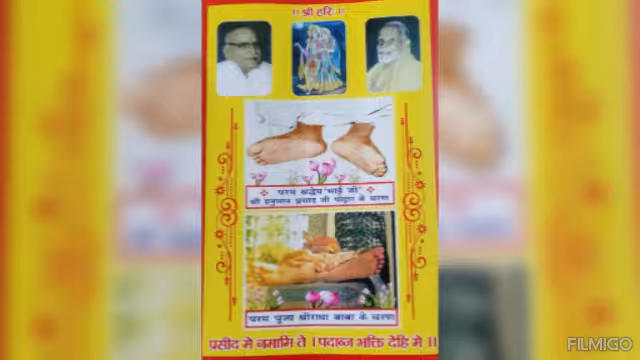 ॥ श्री हरि ॥
परम श्रद्धेय "भाई जी"
श्री हनुमान प्रसाद जी पोद्दार के चरण
परम पूज्य श्रीराधा बाबा के चरण
प्रसीद मे नमामि ते । पदाब्ज भक्ति देहि मे ॥
FILMIGO